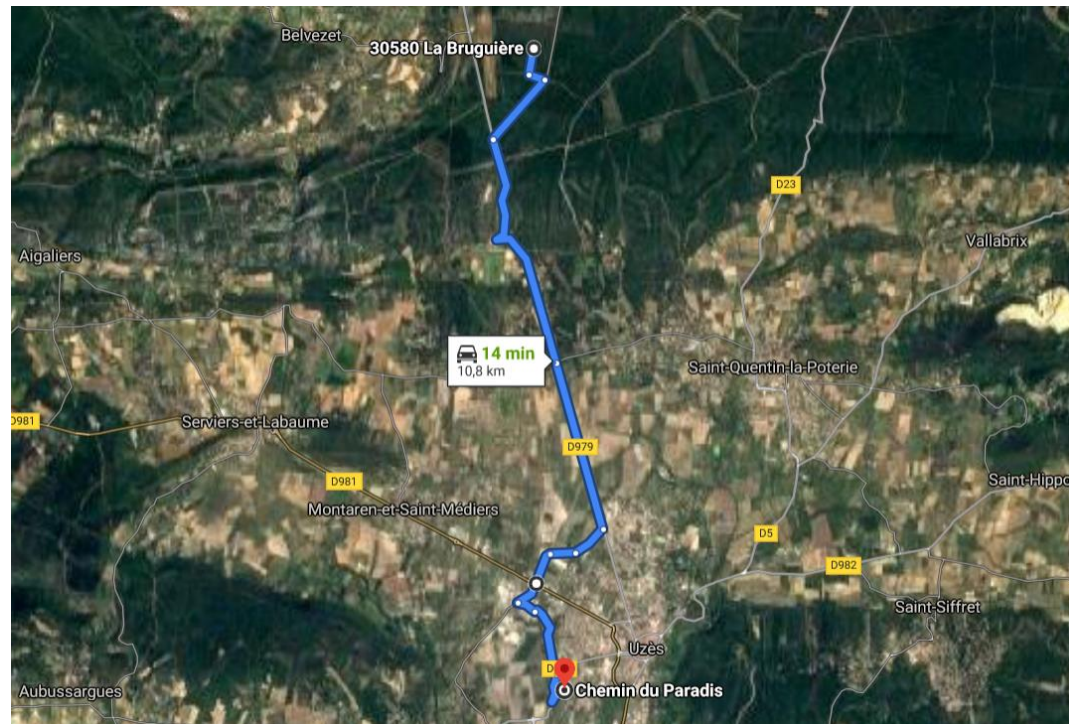 Belvezet
30580 La Bruguière
D23
Vallabrix
Aigaliers
14 min
10,8 km
Saint-Quentin-la-Poterie
D981
Serviers-et-Labaume
D979
D981
Saint-Hippo
Montaren-et-Saint-Médiers
D5
D982
Saint-Siffret
Uzès
D
Aubussargues
Chemin du Paradis